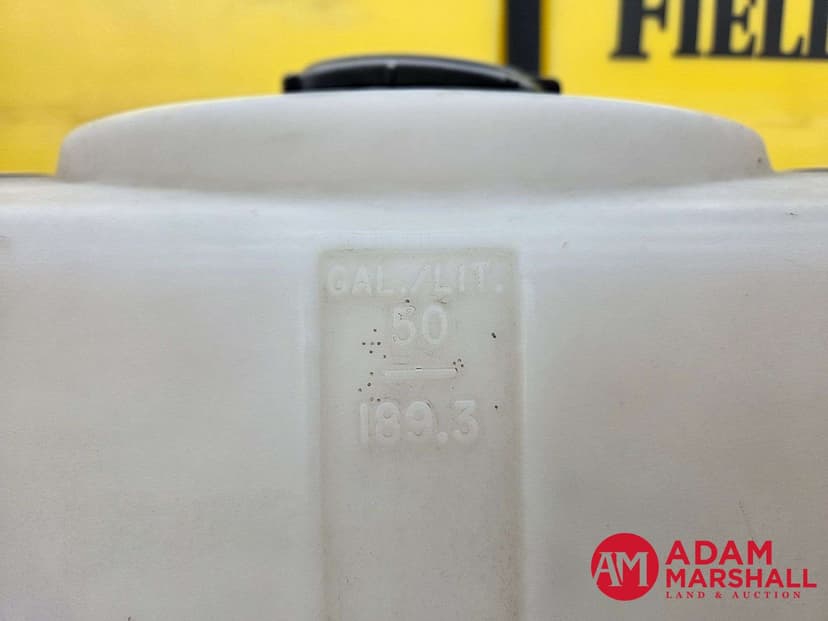 FIEL
GAL./LIT.
50
189.3
AM
ADAM
MARSHALL
LAND & AUCTION